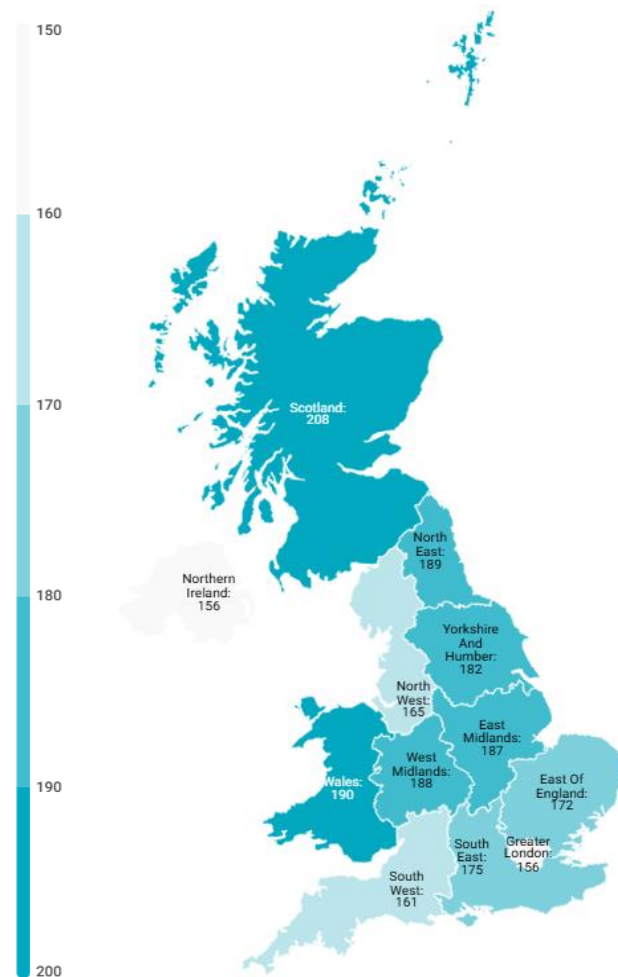 150
160
170
180
190
200
Scotland:
208
North
East:
189
Northern
Ireland:
156
Yorkshire
And
Humber:
182
North
West:
165
East
Midlands:
187
West
Midlands:
188
Wales:
190
East Of
England:
172
Greater
London:
156
South
East:
175
South
West:
161